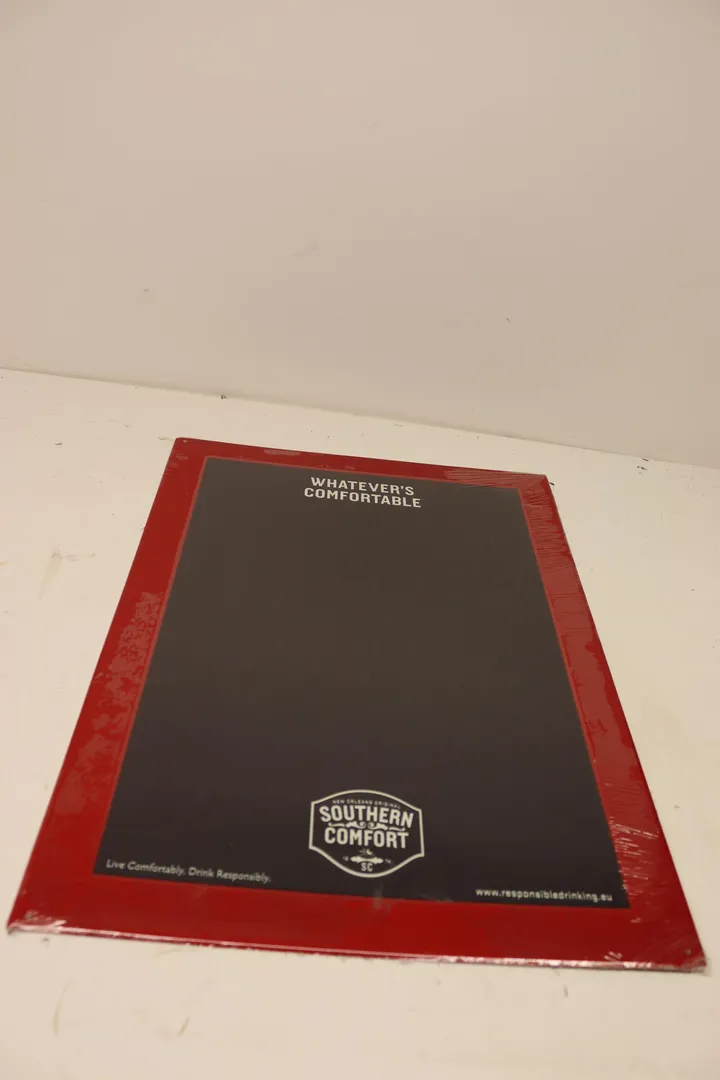 WHATEVER'S
COMFORTABLE
NEW ORLEANS ORIGINAL
SOUTHERN
COMFORT
SC
Live Comfortably. Drink Responsibly.
www.responsibledrinking.eu